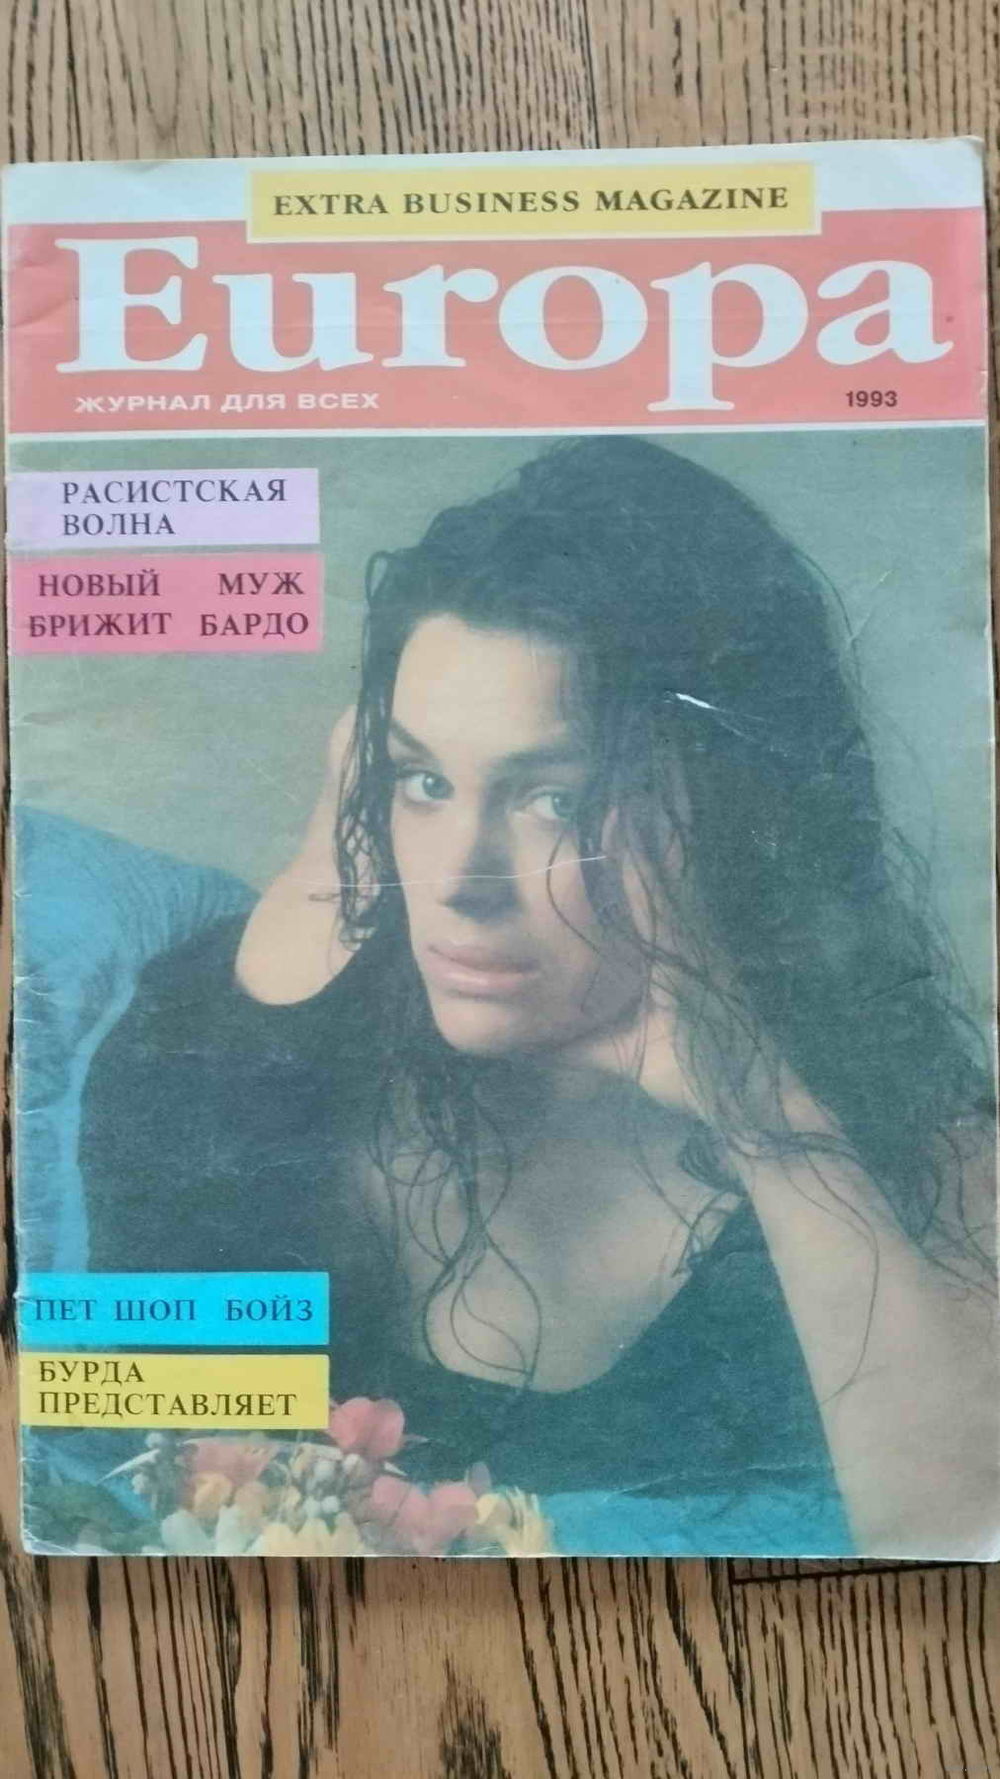 EXTRA BUSINESS MAGAZINE
Europa
ЖУРНАЛ ДЛЯ ВСЕХ
1993
РАСИСТСКАЯ
ВОЛНА
НОВЫЙ МУЖ
БРИЖИТ БАРДО
ПЕТ ШОП БОЙЗ
БУРДА
ПРЕДСТАВЛЯЕТ